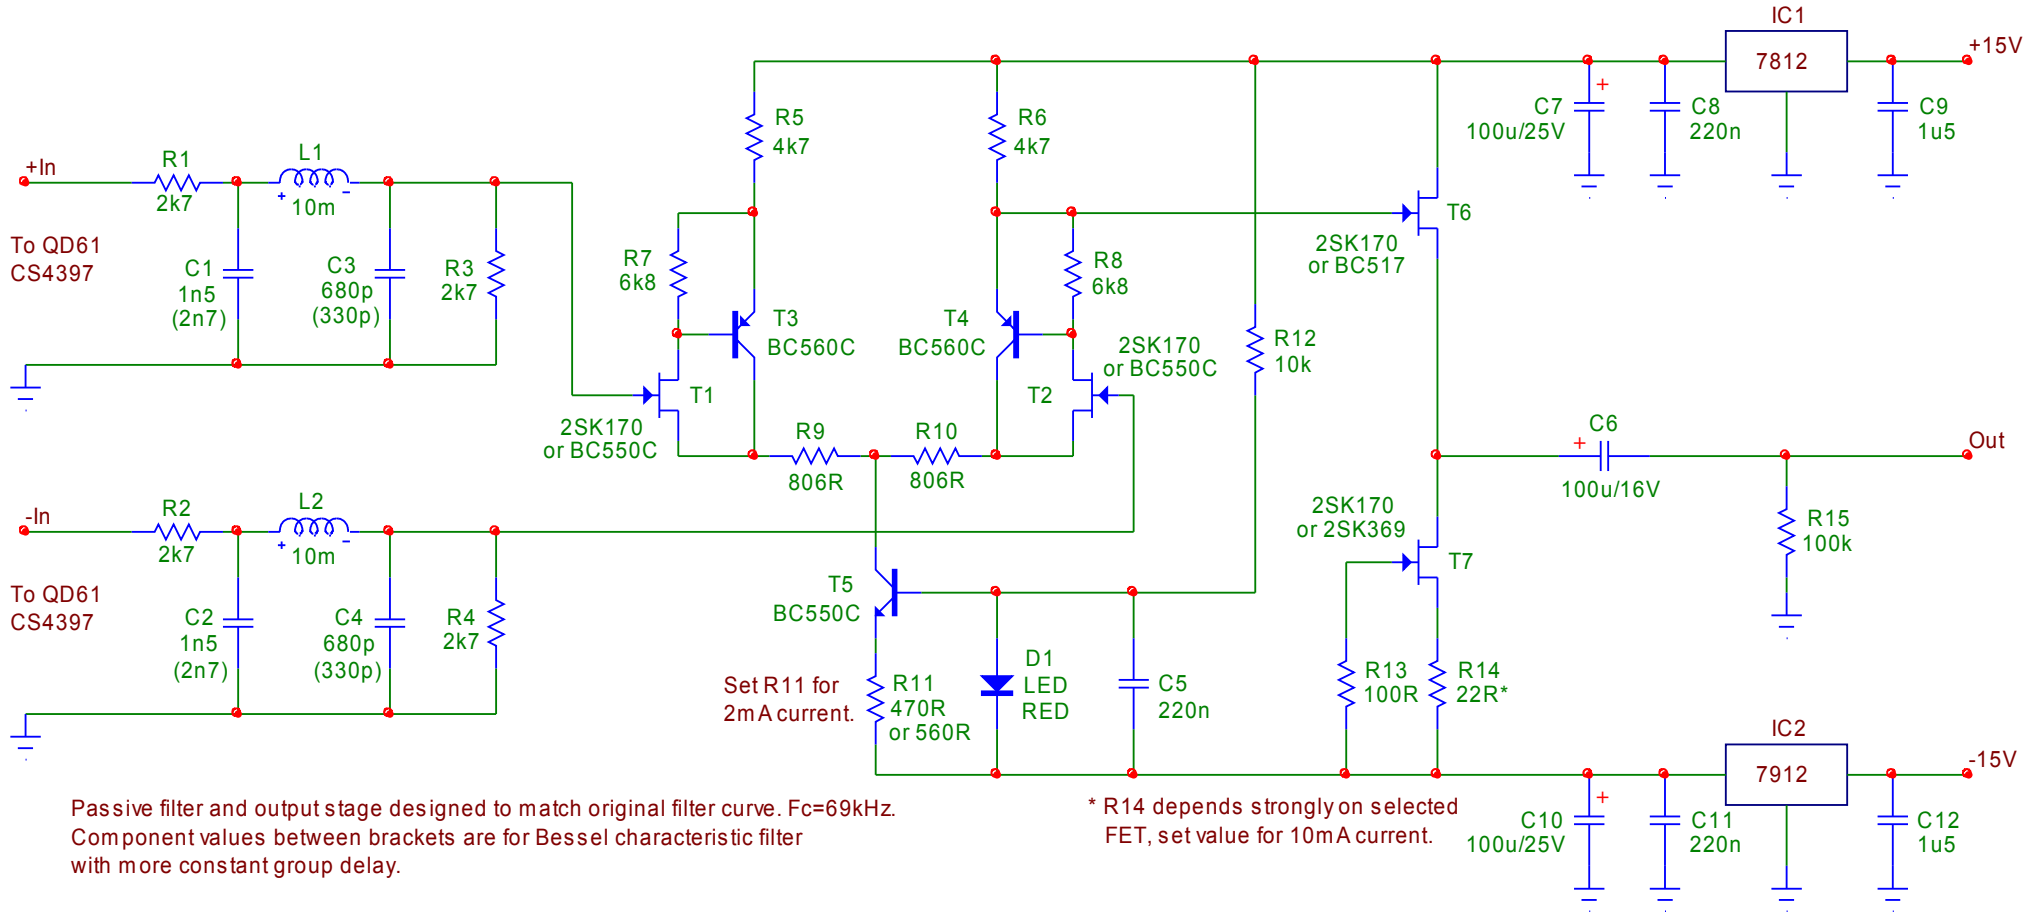 IC1
7812
+15V
C7
100u/25V
+
C8
220n
C9
1u5
R5
4k7
R6
4k7
+In
R1
2k7
L1
+ -
10m
To QD61
CS4397
C1
1n5
(2n7)
C3
680p
(330p)
R3
2k7
R7
6k8
T3
BC560C
T4
BC560C
R8
6k8
T6
2SK170
or BC517
R12
10k
T1
2SK170
or BC550C
2SK170
or BC550C
T2
R9
806R
R10
806R
+
C6
100u/16V
Out
R15
100k
-In
R2
2k7
L2
+ -
10m
To QD61
CS4397
C2
1n5
(2n7)
C4
680p
(330p)
R4
2k7
T5
BC550C
2SK170
or 2SK369
T7
Set R11 for
2mA current.
R11
470R
or 560R
D1
LED
RED
C5
220n
R13
100R
R14
22R*
IC2
7912
-15V
C10
100u/25V
+
C11
220n
C12
1u5
Passive filter and output stage designed to match original filter curve. Fc=69kHz.
Component values between brackets are for Bessel characteristic filter
with more constant group delay.
* R14 depends strongly on selected
FET, set value for 10mA current.